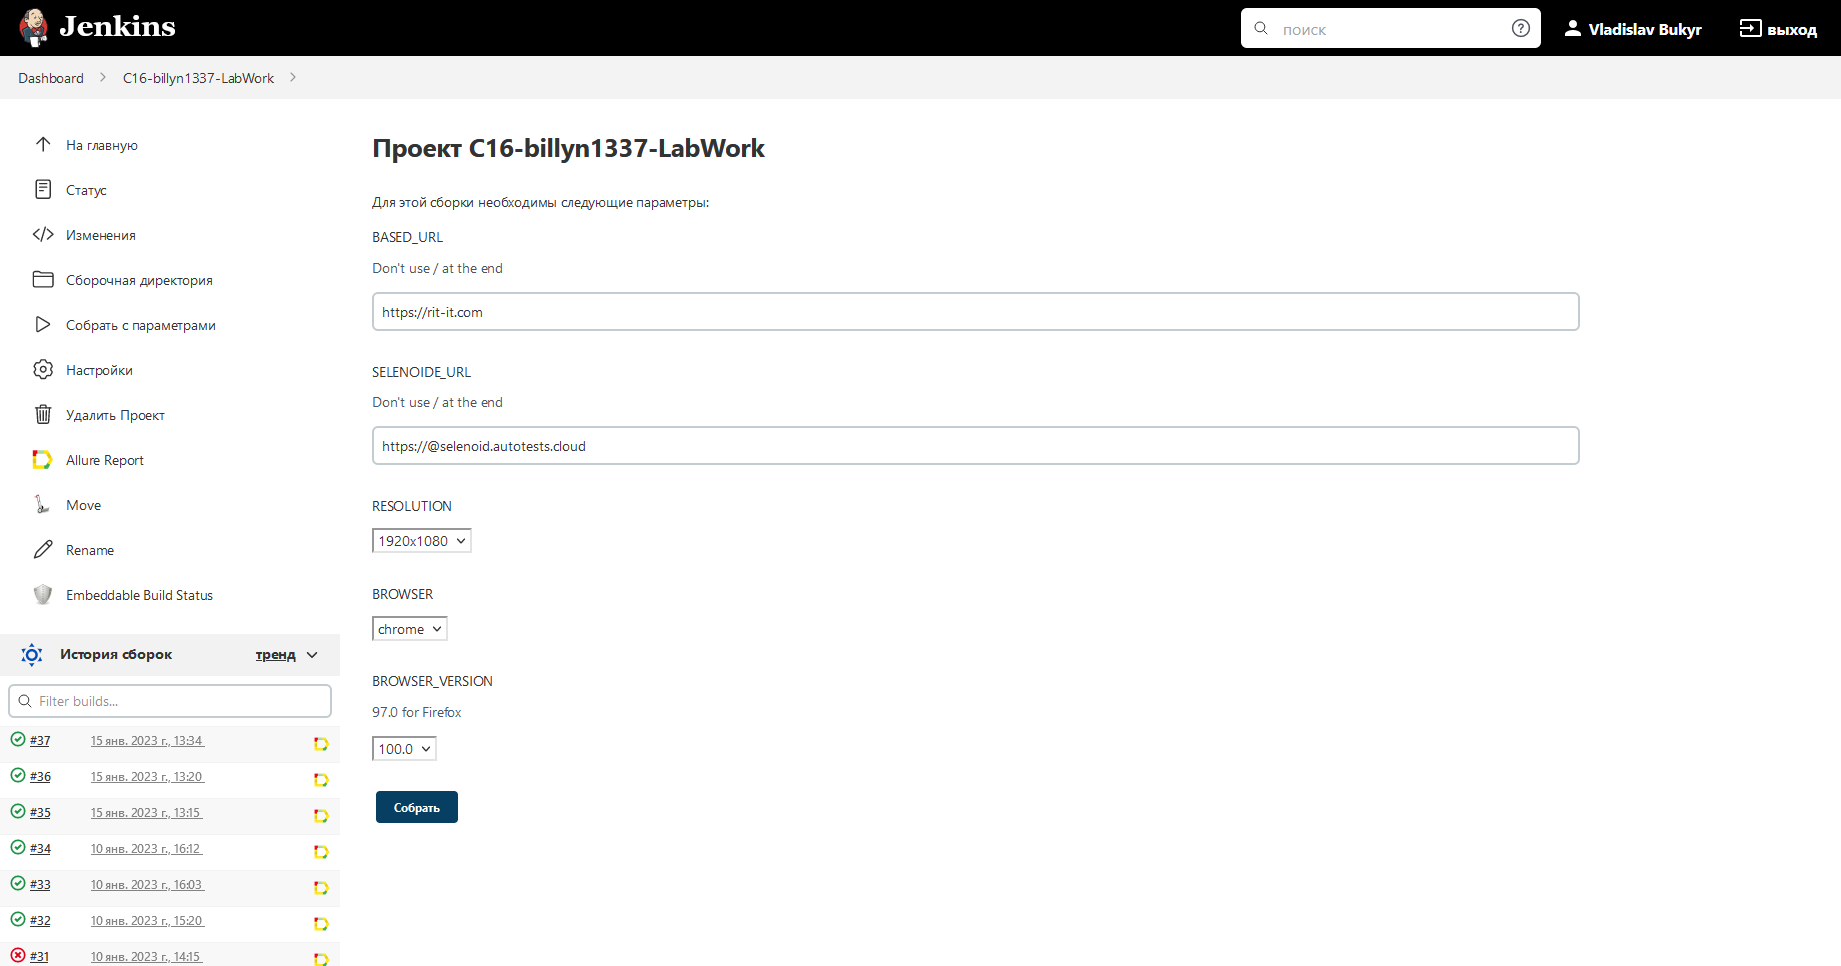 Jenkins
поиск
Vladislav Bukyr
выход
Dashboard
C16-billyn1337-LabWork
На главную
Статус
Изменения
Сборочная директория
Собрать с параметрами
Настройки
Удалить Проект
Allure Report
Move
Rename
Embeddable Build Status
История сборок
тренд
Filter builds...
#37 15 янв. 2023 г., 13:34
#36 15 янв. 2023 г., 13:20
#35 15 янв. 2023 г., 13:15
#34 10 янв. 2023 г., 16:12
#33 10 янв. 2023 г., 16:03
#32 10 янв. 2023 г., 15:20
#31 10 янв. 2023 г., 14:15
Проект C16-billyn1337-LabWork
Для этой сборки необходимы следующие параметры:
BASED_URL
Don't use / at the end
https://rit-it.com
SELENOIDE_URL
Don't use / at the end
https://@selenoid.autotests.cloud
RESOLUTION
1920x1080
BROWSER
chrome
BROWSER_VERSION
97.0 for Firefox
100.0
Собрать